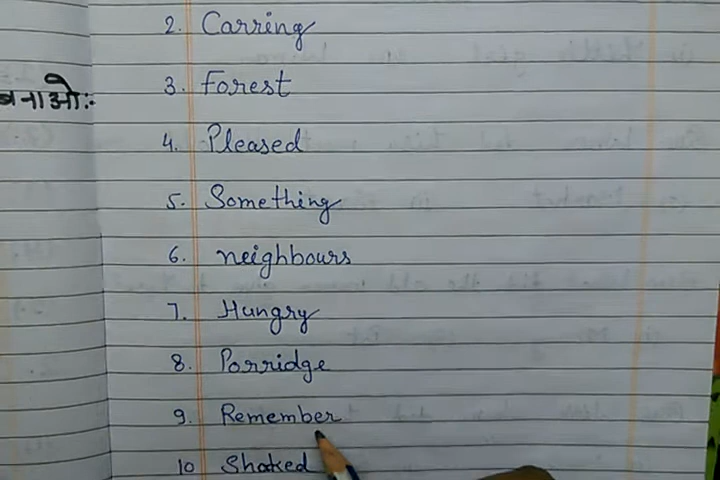 2. Carring
3. Forest
बनाओ:-
4. Pleased
5. Something
6. neighbours
7. Hungry
8. Porridge
9. Remember
10 Shaked